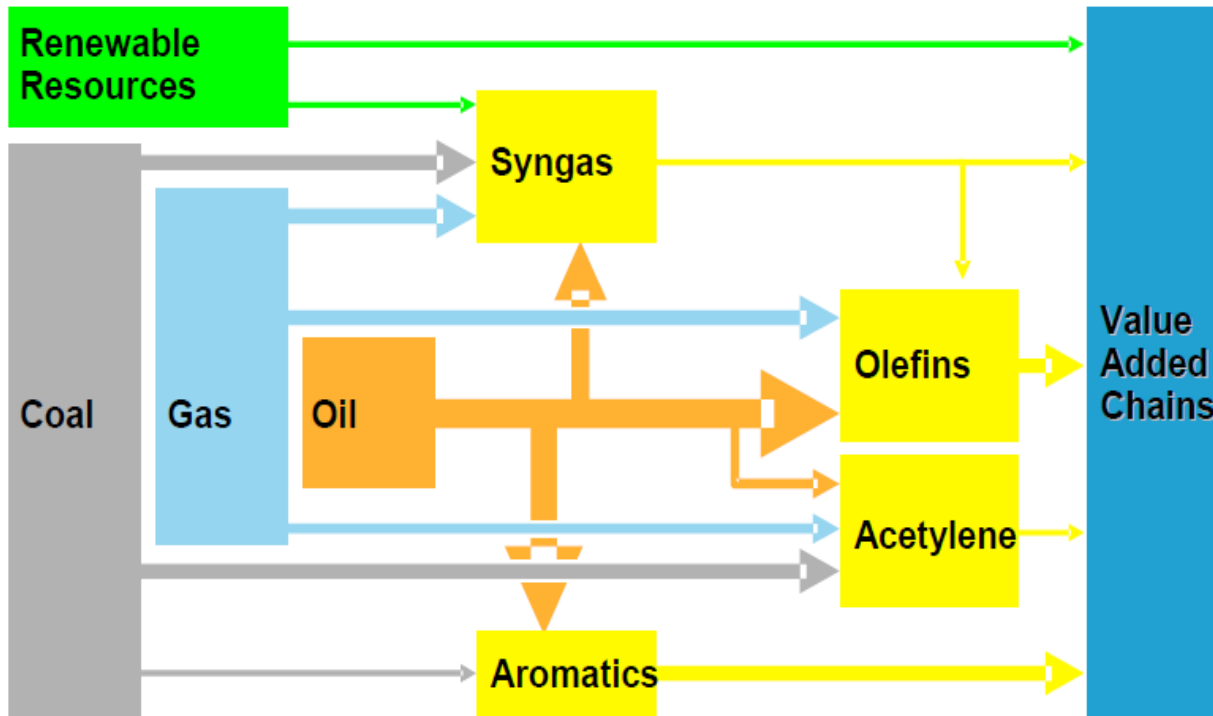 Renewable
Resources
Syngas
Coal
Gas
Oil
Olefins
Acetylene
Aromatics
Value
Added
Chains